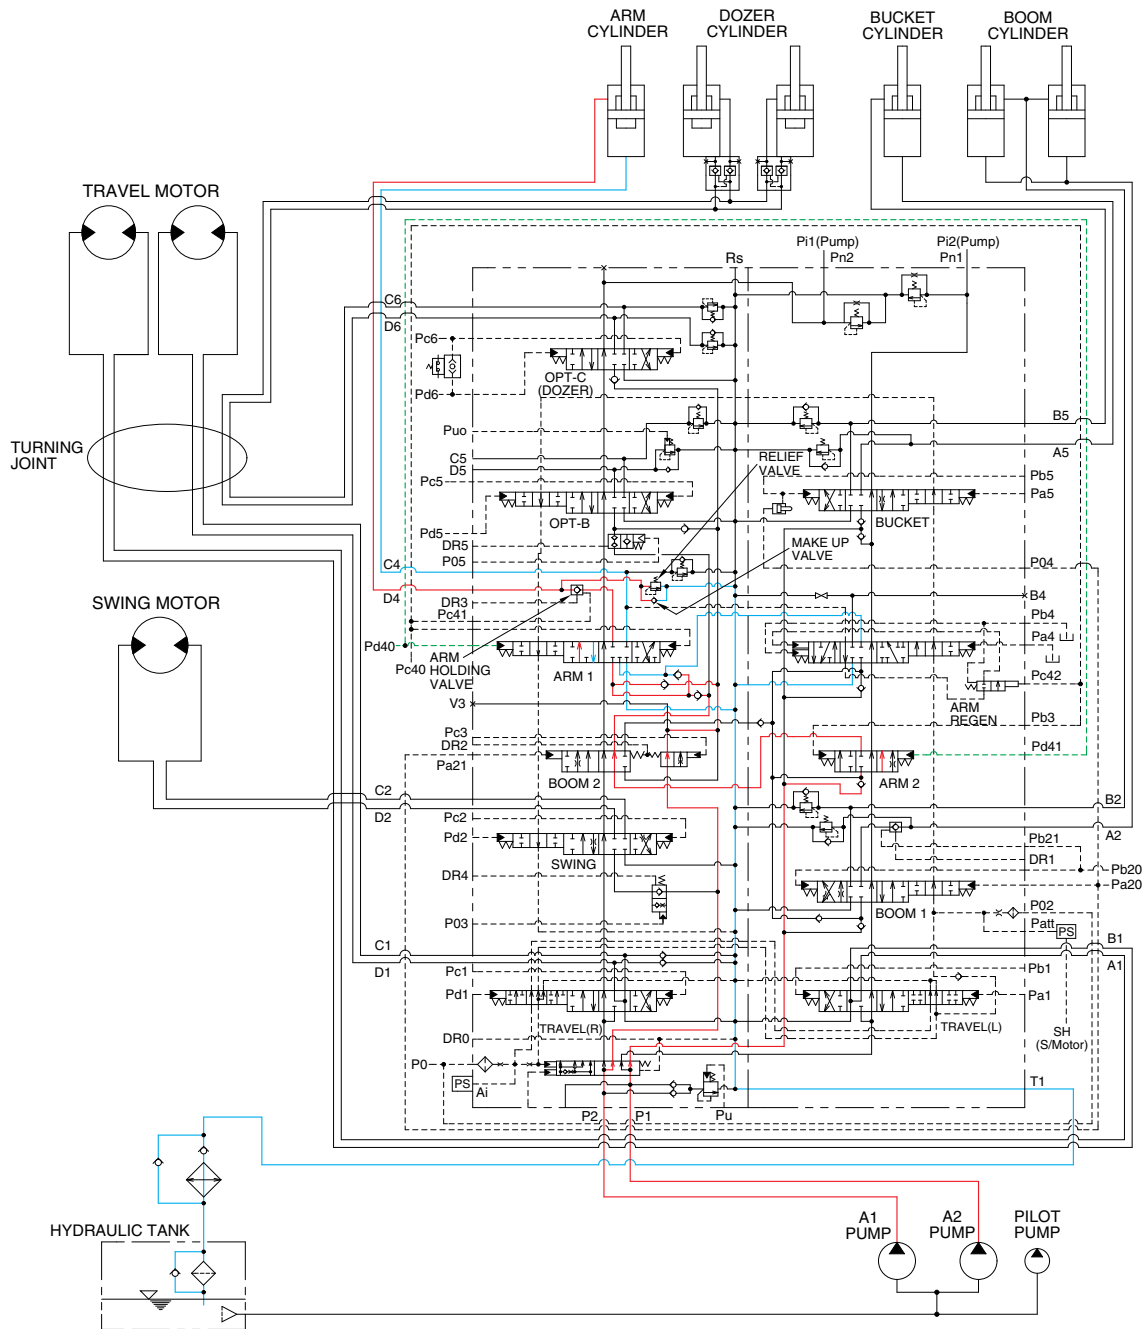 ARM
CYLINDER
DOZER
CYLINDER
BUCKET
CYLINDER
BOOM
CYLINDER
TRAVEL MOTOR
Pi1(Pump)
Pn2
Pi2(Pump)
Pn1
Rs
C6
D6
Pc6
Pd6
OPT-C
(DOZER)
Puo
C5
D5
Pc5
Pd5
OPT-B
DR5
P05
RELIEF
VALVE
MAKE UP
VALVE
B5
A5
Pb5
Pa5
BUCKET
P04
TURNING
JOINT
C4
D4
DR3
Pc41
Pd40
Pc40
ARM
HOLDING
VALVE
ARM 1
B4
Pb4
Pa4
Pc42
ARM
REGEN
SWING MOTOR
V3
Pc3
DR2
Pa21
BOOM 2
Pb3
Pd41
ARM 2
C2
D2
Pc2
Pd2
SWING
DR4
P03
B2
A2
Pb21
DR1
Pb20
Pa20
BOOM 1
P02
Patt
PS
C1
D1
Pc1
Pd1
TRAVEL(R)
DR0
P0
PS
Ai
B1
A1
Pb1
Pa1
TRAVEL(L)
SH
(S/Motor)
T1
P2
P1
Pu
HYDRAULIC TANK
A1
PUMP
A2
PUMP
PILOT
PUMP